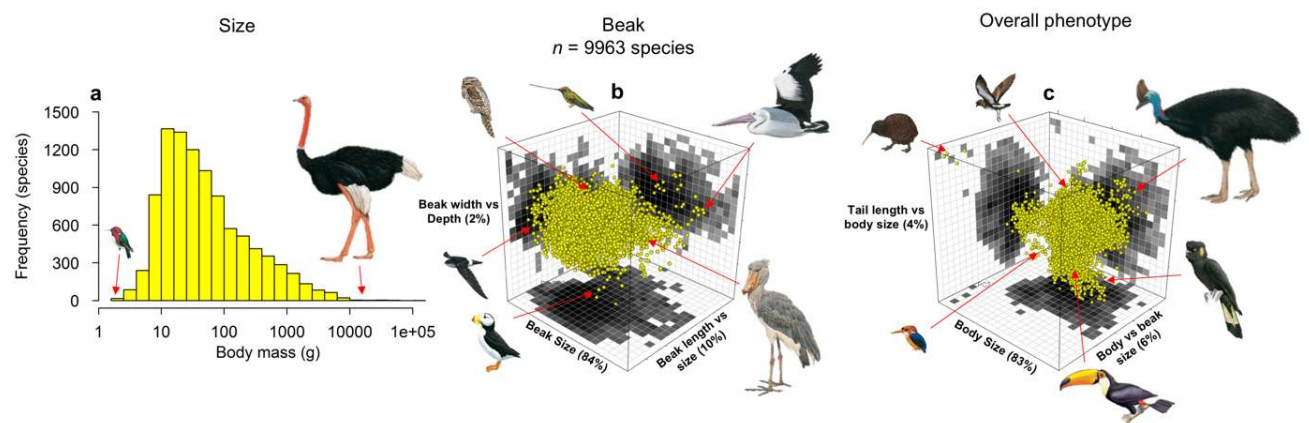 Size
Beak
n = 9963 species
Overall phenotype
a
1500
1200
900
600
300
0
Frequency (species)
1
10
100
1000
10000
1e+05
Body mass (g)
b
Beak width vs
Depth (2%)
Beak Size (84%)
Beak length vs
size (10%)
c
Tail length vs
body size (4%)
Body Size (83%)
Body vs beak
size (6%)